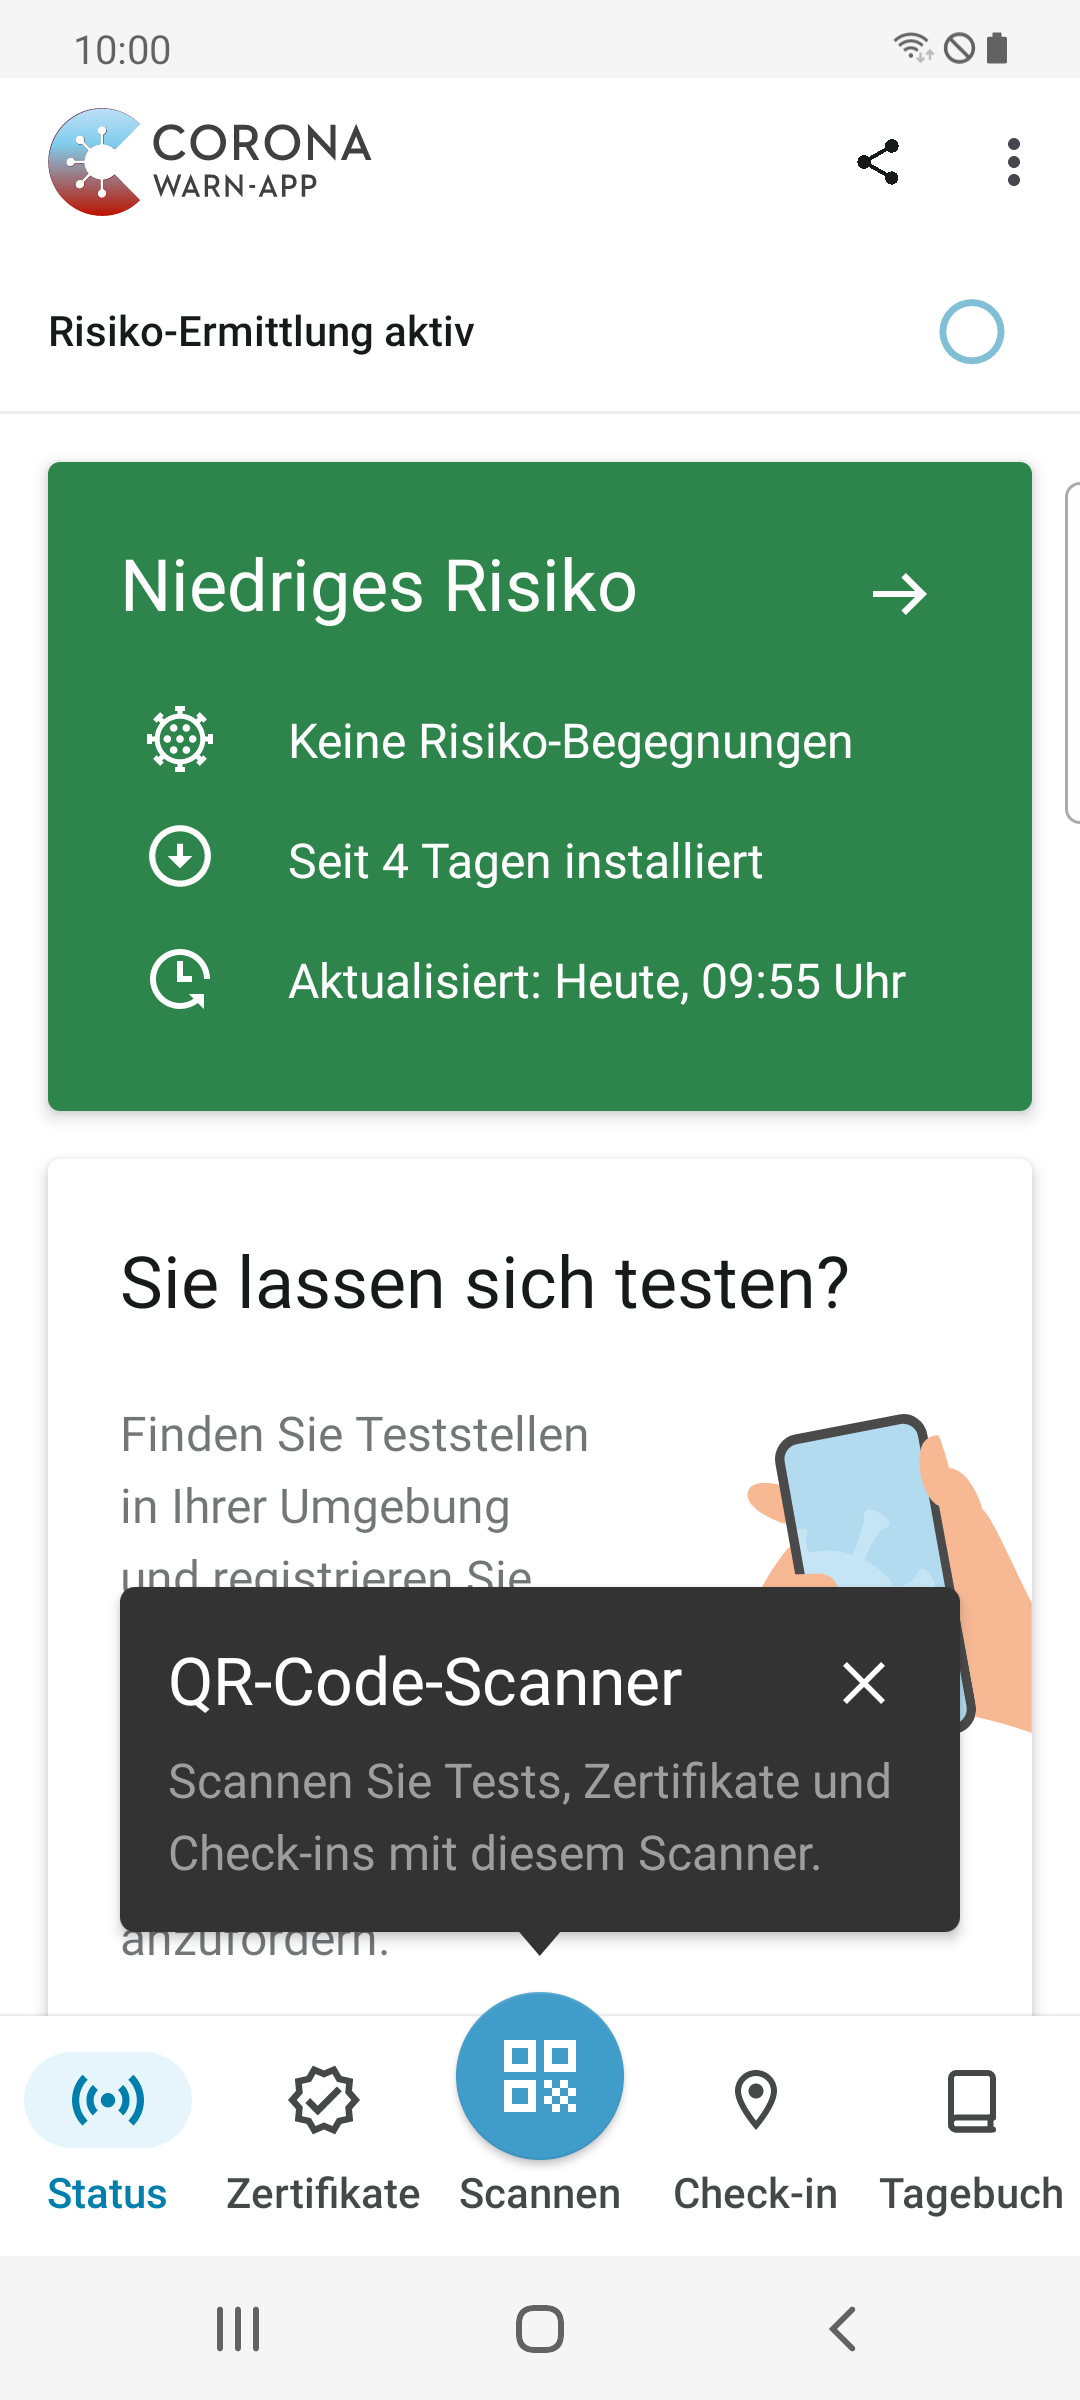 10:00
CORONA
WARN-APP
Risiko-Ermittlung aktiv
Niedriges Risiko
Keine Risiko-Begegnungen
Seit 4 Tagen installiert
Aktualisiert: Heute, 09:55 Uhr
Sie lassen sich testen?
Finden Sie Teststellen
in Ihrer Umgebung
und registrieren Sie
QR-Code-Scanner
Scannen Sie Tests, Zertifikate und
Check-ins mit diesem Scanner.
anzufordern.
Status
Zertifikate
Scannen
Check-in
Tagebuch